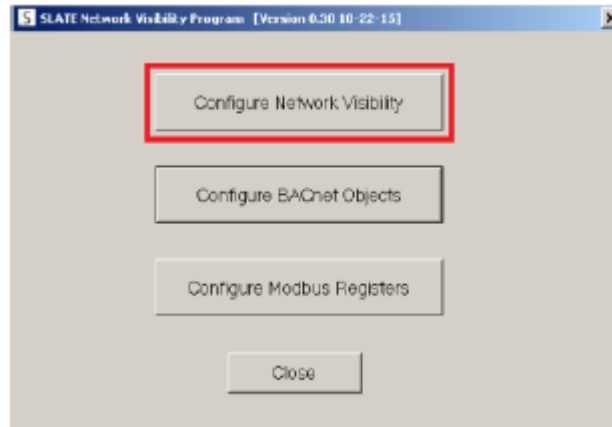 SLATE Network Visibility Program [Version 0.30 10-22-15]
Configure Network Visibility
Configure BACnet Objects
Configure Modbus Registers
Close